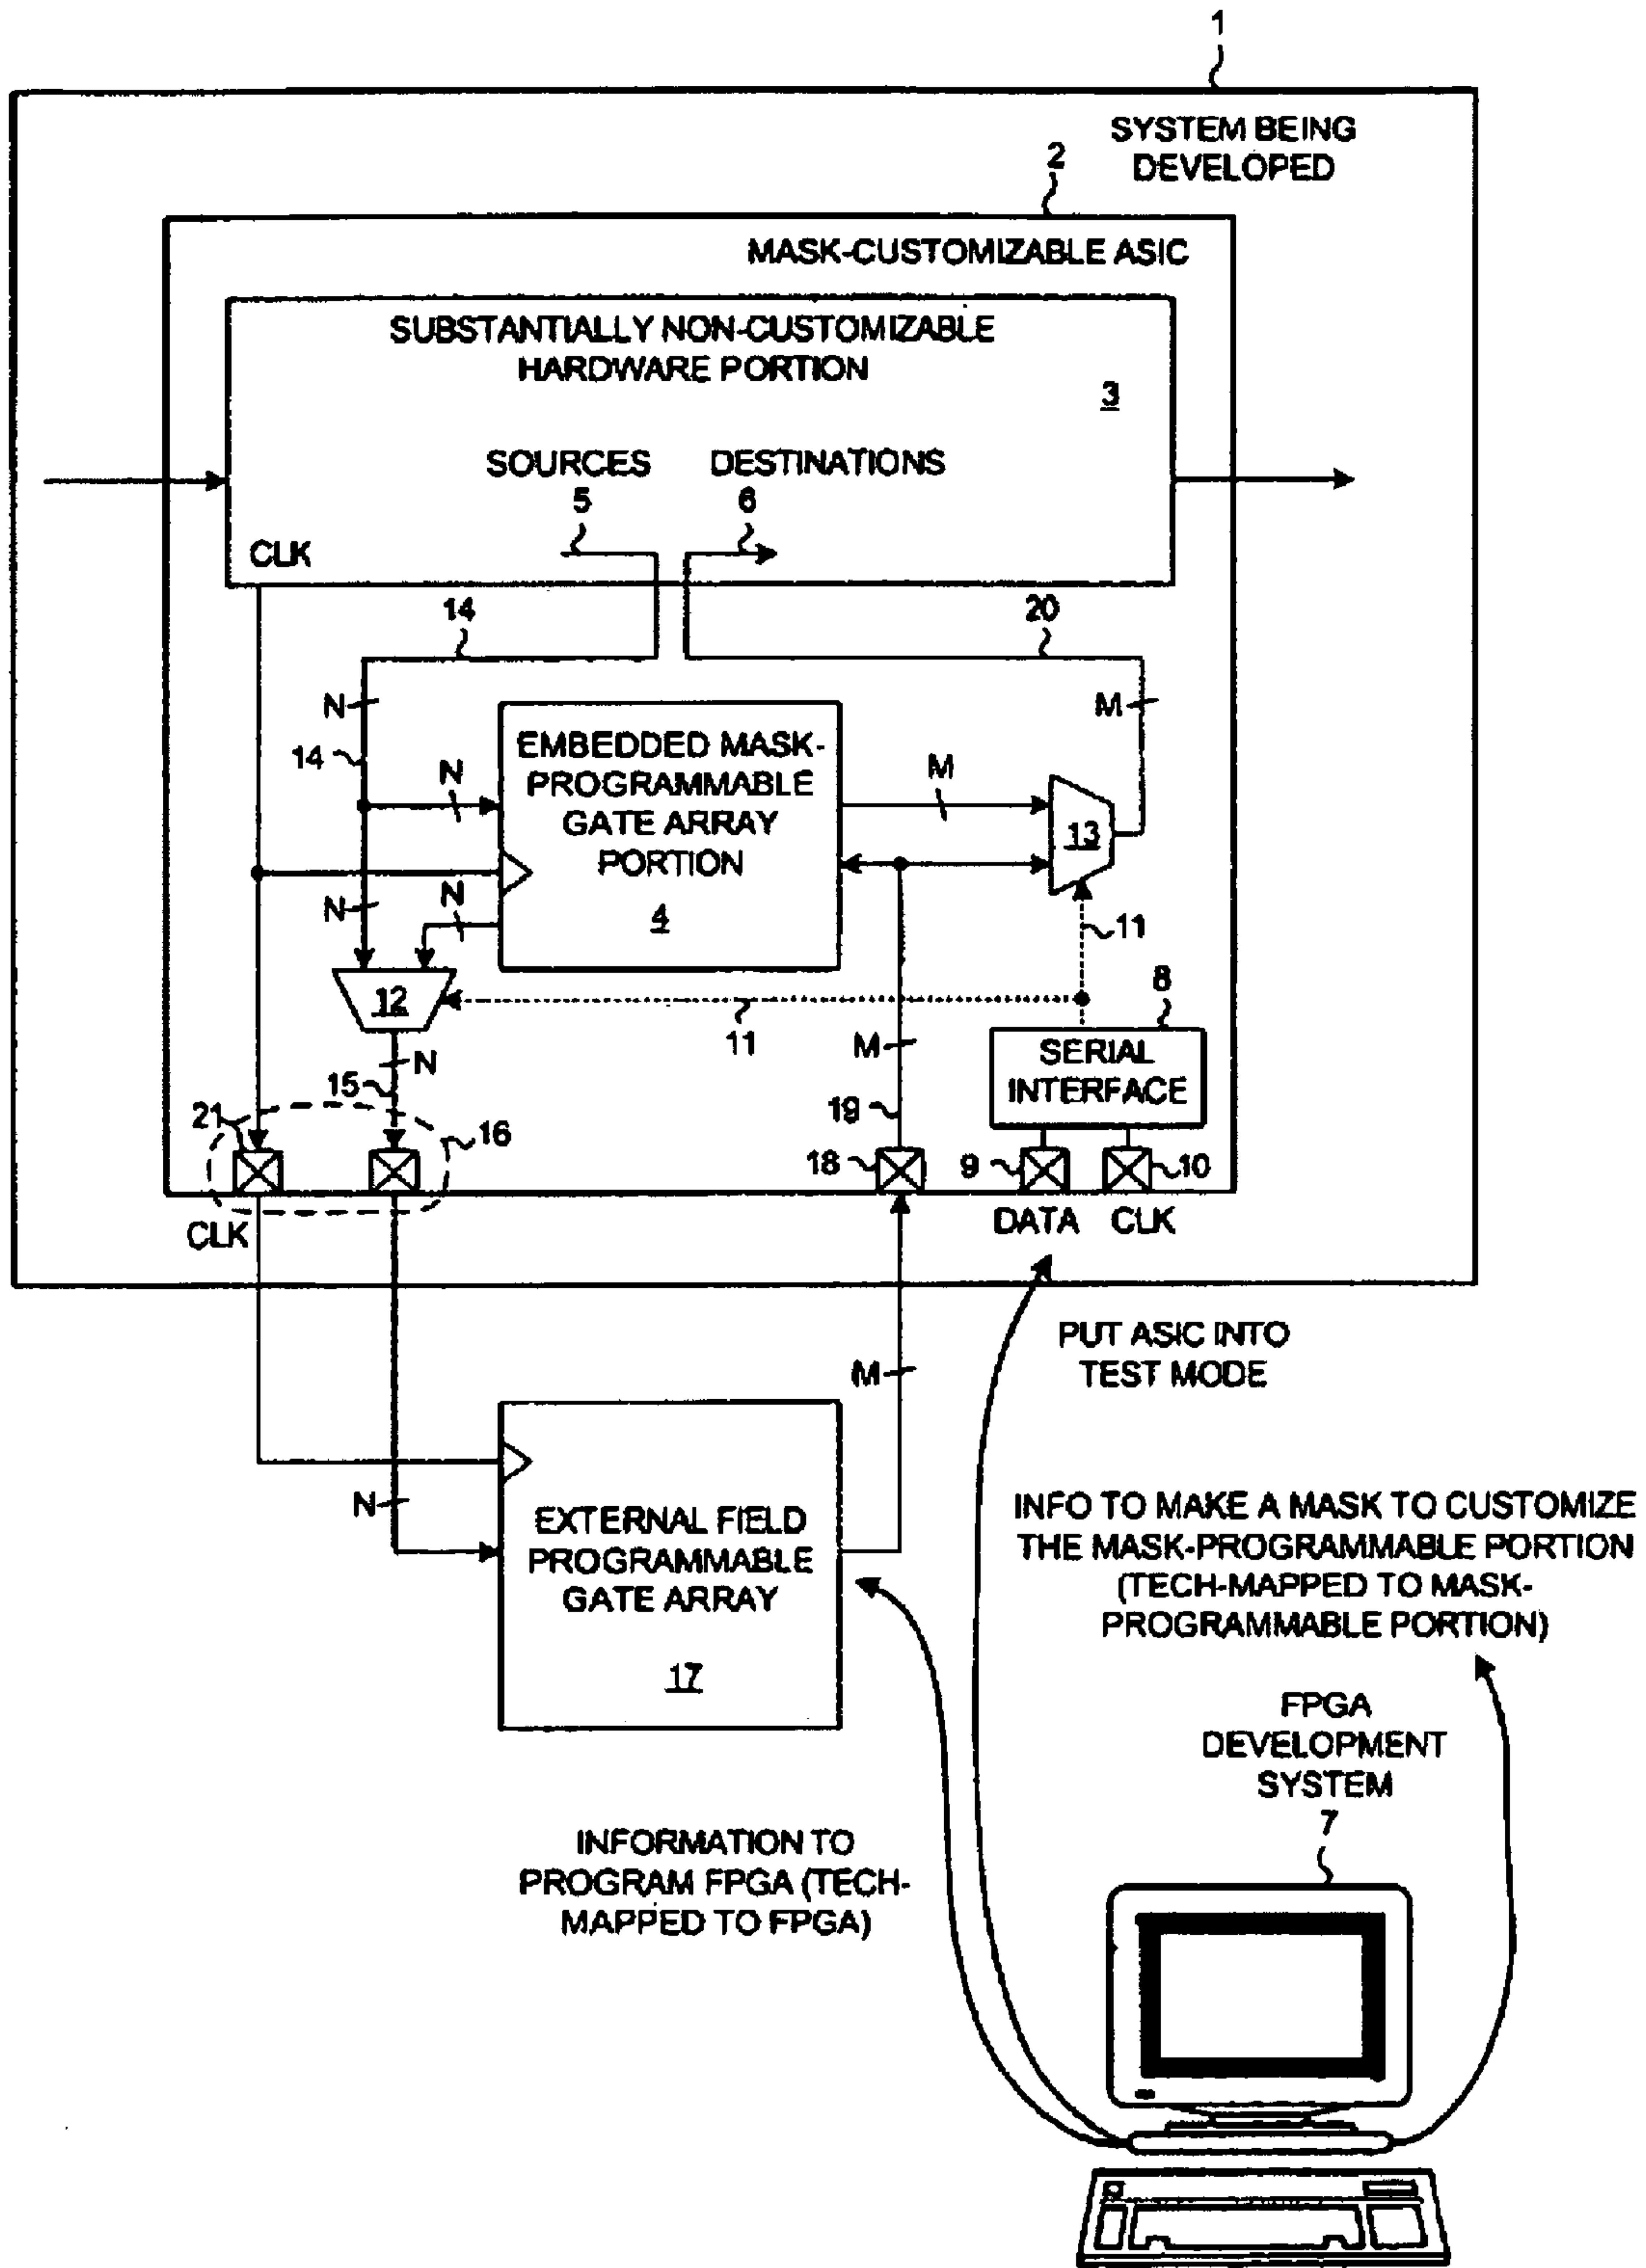 1
SYSTEM BEING
DEVELOPED
2
MASK-CUSTOMIZABLE ASIC
SUBSTANTIALLY NON-CUSTOMIZABLE
HARDWARE PORTION
3
SOURCES
5
DESTINATIONS
6
CLK
14
20
N
M
14
N
EMBEDDED MASK-
PROGRAMMABLE
GATE ARRAY
PORTION
4
M
13
N
N
11
12
11
8
SERIAL
INTERFACE
N
15
M
19
21
16
18
9
10
CLK
DATA
CLK
PUT ASIC INTO
TEST MODE
M
N
EXTERNAL FIELD
PROGRAMMABLE
GATE ARRAY
17
INFO TO MAKE A MASK TO CUSTOMIZE
THE MASK-PROGRAMMABLE PORTION
(TECH-MAPPED TO MASK-
PROGRAMMABLE PORTION)
FPGA
DEVELOPMENT
SYSTEM
7
INFORMATION TO
PROGRAM FPGA (TECH-
MAPPED TO FPGA)